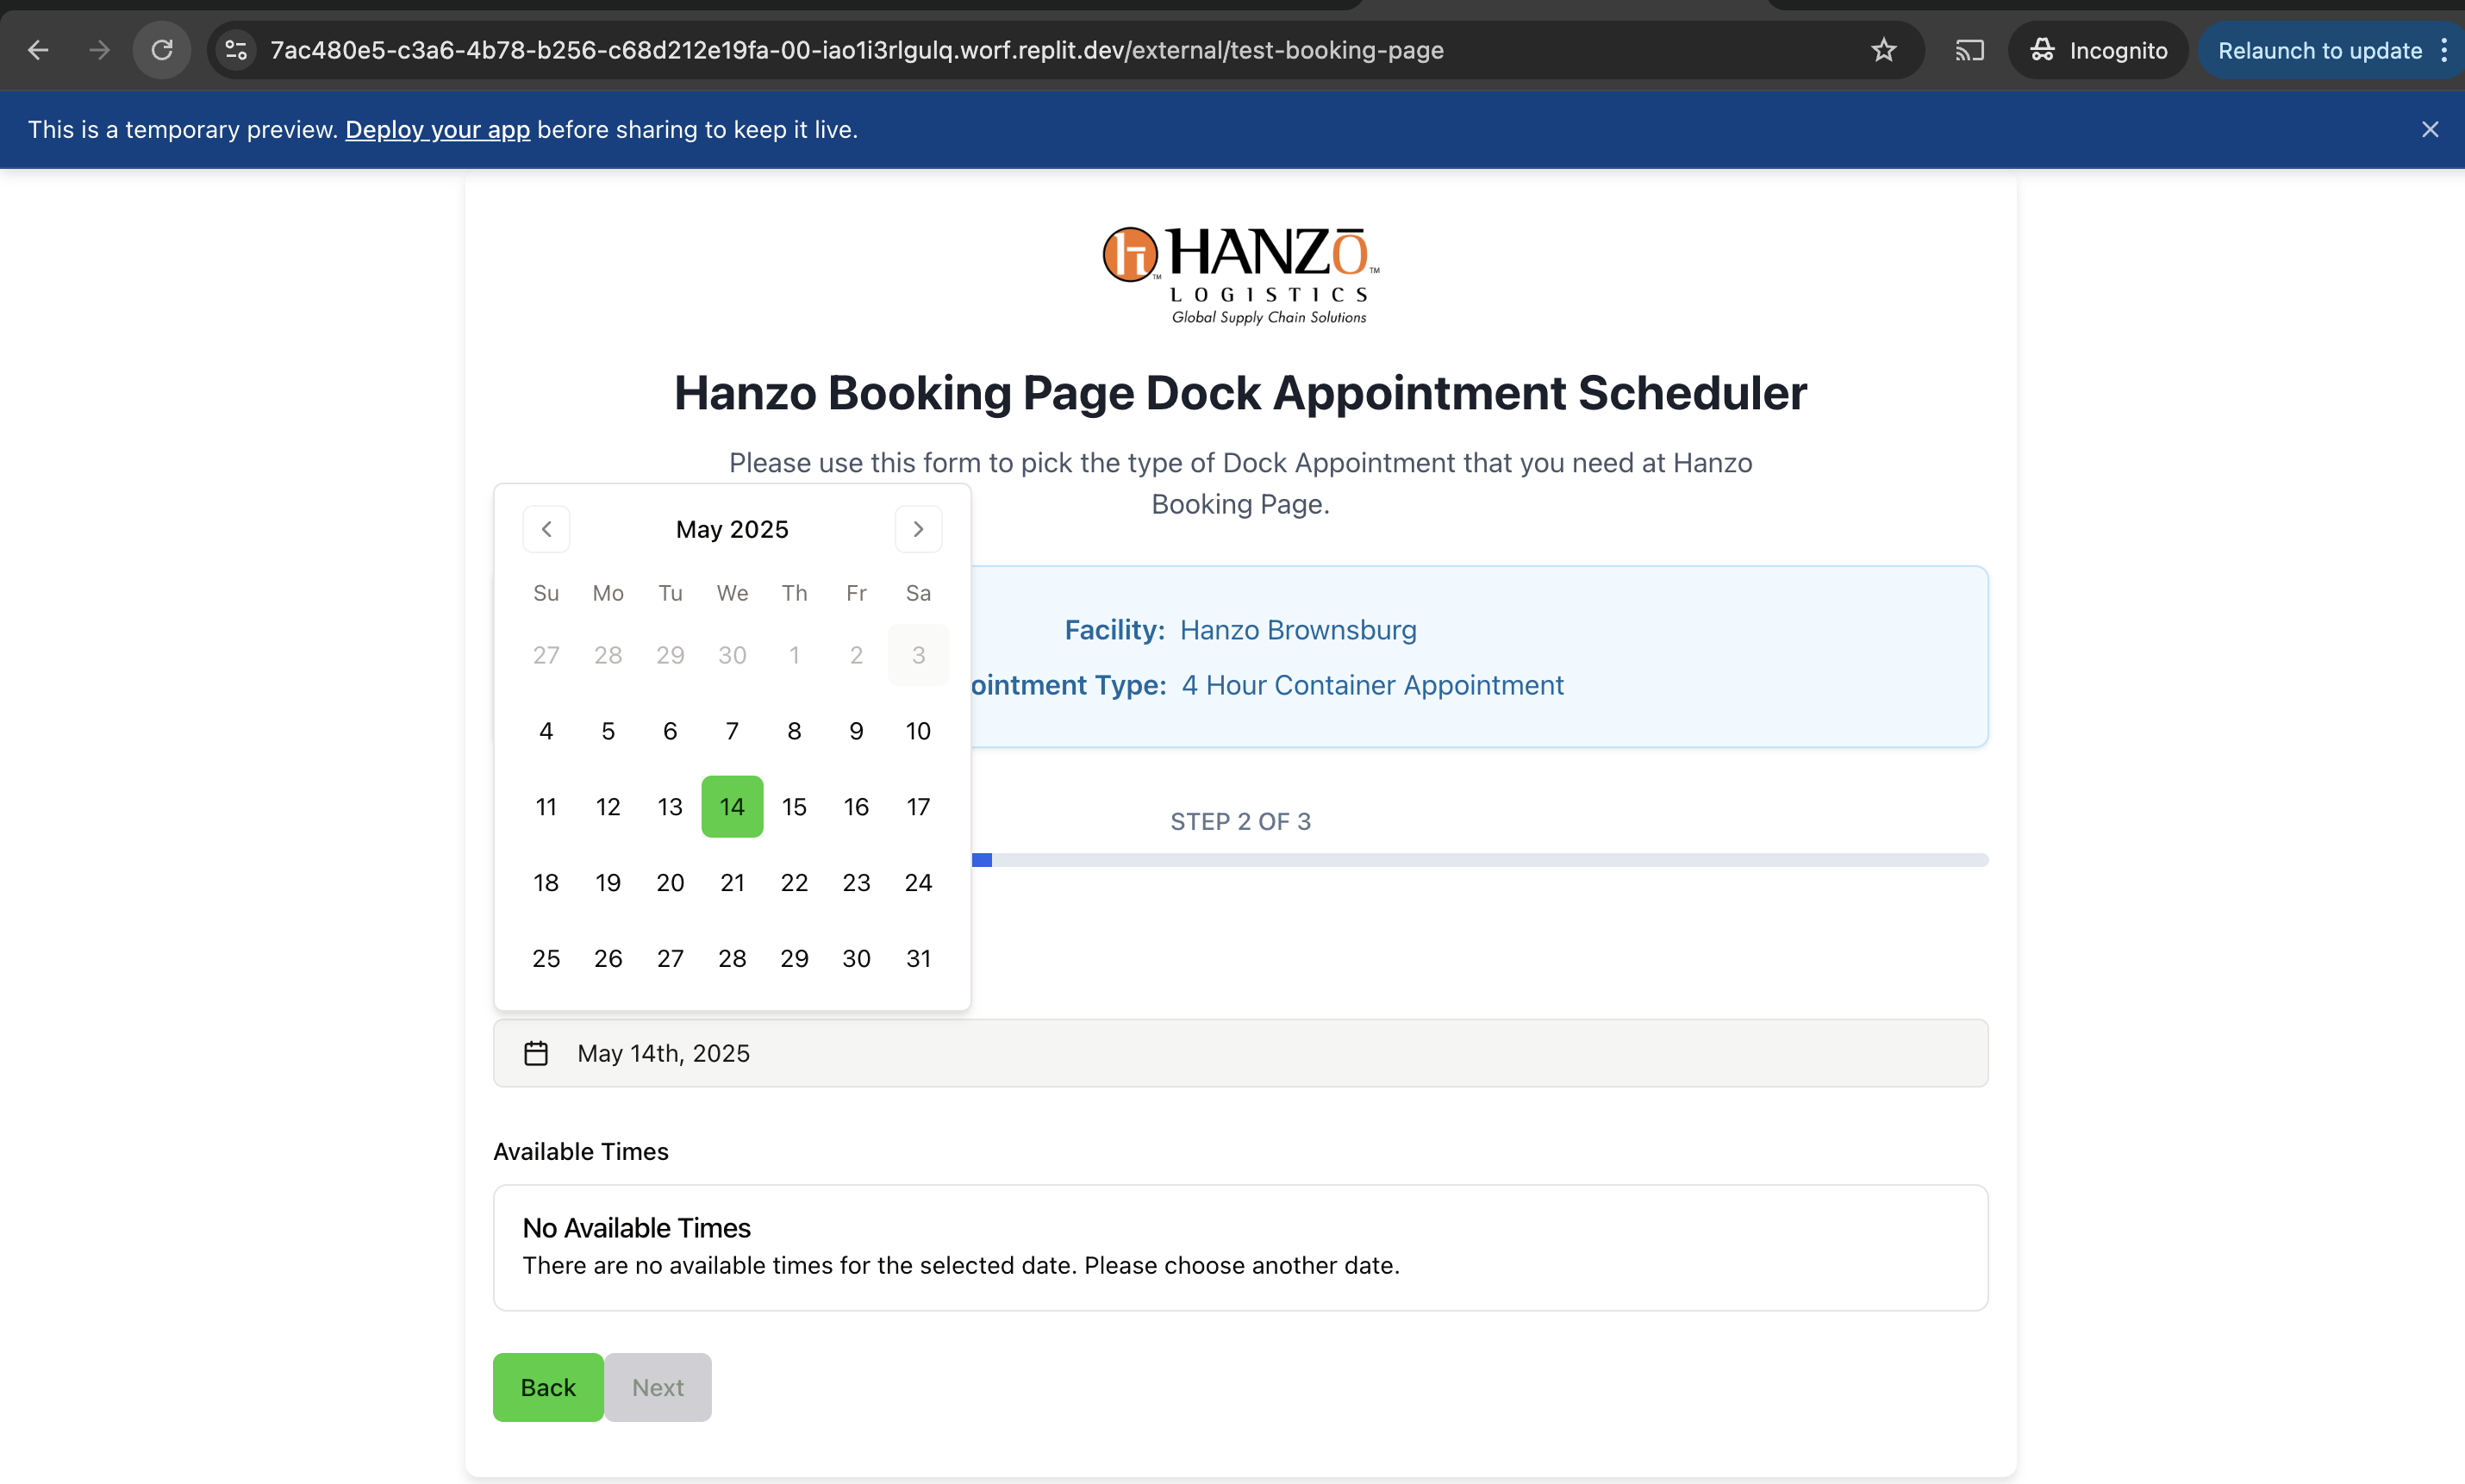 7ac480e5-c3a6-4b78-b256-c68d212e19fa-00-iao1i3rlgulq.worf.replit.dev/external/test-booking-page
Incognito
Relaunch to update
This is a temporary preview. Deploy your app before sharing to keep it live.
HANZŌ™
LOGISTICS
Global Supply Chain Solutions
Hanzo Booking Page Dock Appointment Scheduler
Please use this form to pick the type of Dock Appointment that you need at Hanzo
Booking Page.
May 2025
Su Mo Tu We Th Fr Sa
27 28 29 30 1 2 3
4 5 6 7 8 9 10
11 12 13 14 15 16 17
18 19 20 21 22 23 24
25 26 27 28 29 30 31
Facility: Hanzo Brownsburg
ointment Type: 4 Hour Container Appointment
STEP 2 OF 3
May 14th, 2025
Available Times
No Available Times
There are no available times for the selected date. Please choose another date.
Back
Next